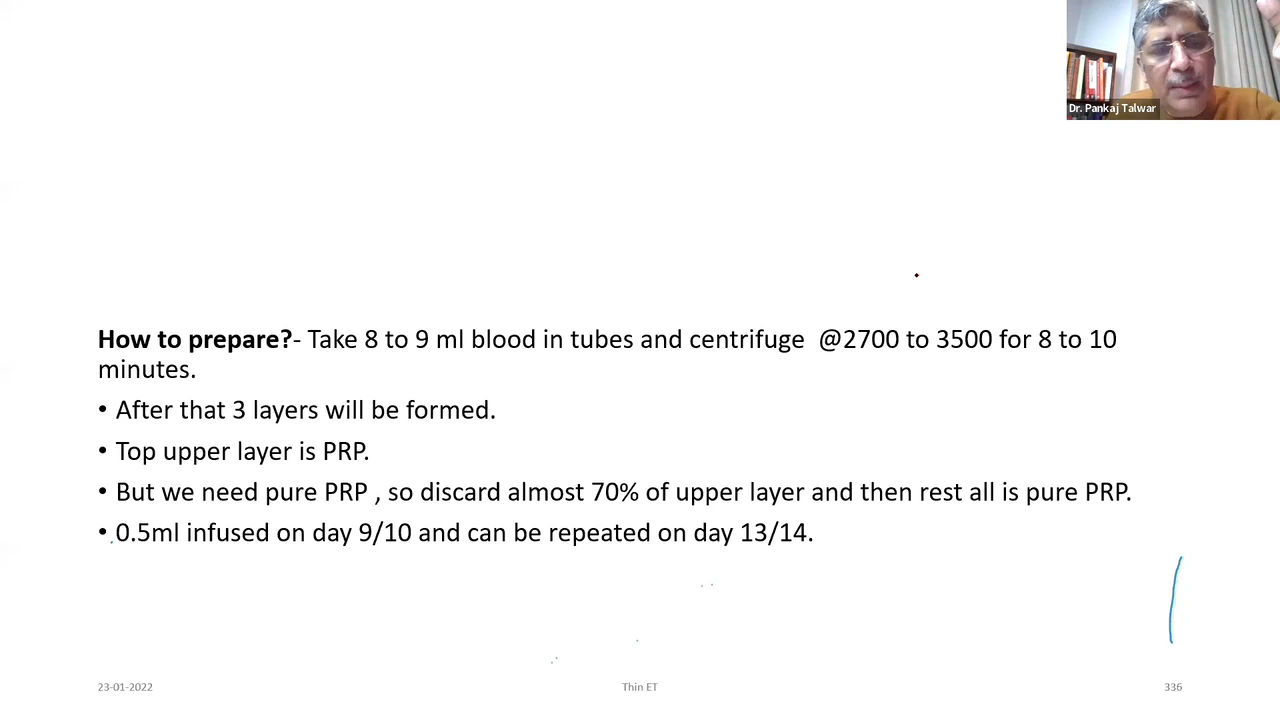 Dr. Pankaj Talwar
How to prepare?- Take 8 to 9 ml blood in tubes and centrifuge @2700 to 3500 for 8 to 10
minutes.
• After that 3 layers will be formed.
• Top upper layer is PRP.
• But we need pure PRP , so discard almost 70% of upper layer and then rest all is pure PRP.
• 0.5ml infused on day 9/10 and can be repeated on day 13/14.
23-01-2022
Thin ET
336